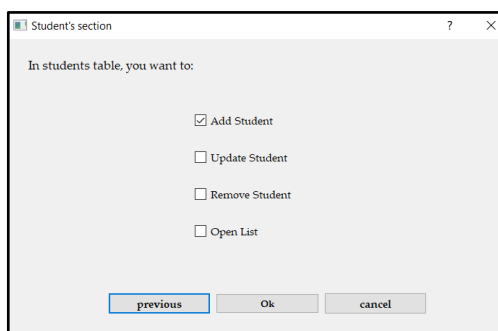 Student's section
In students table, you want to:
Add Student
Update Student
Remove Student
Open List
previous Ok cancel